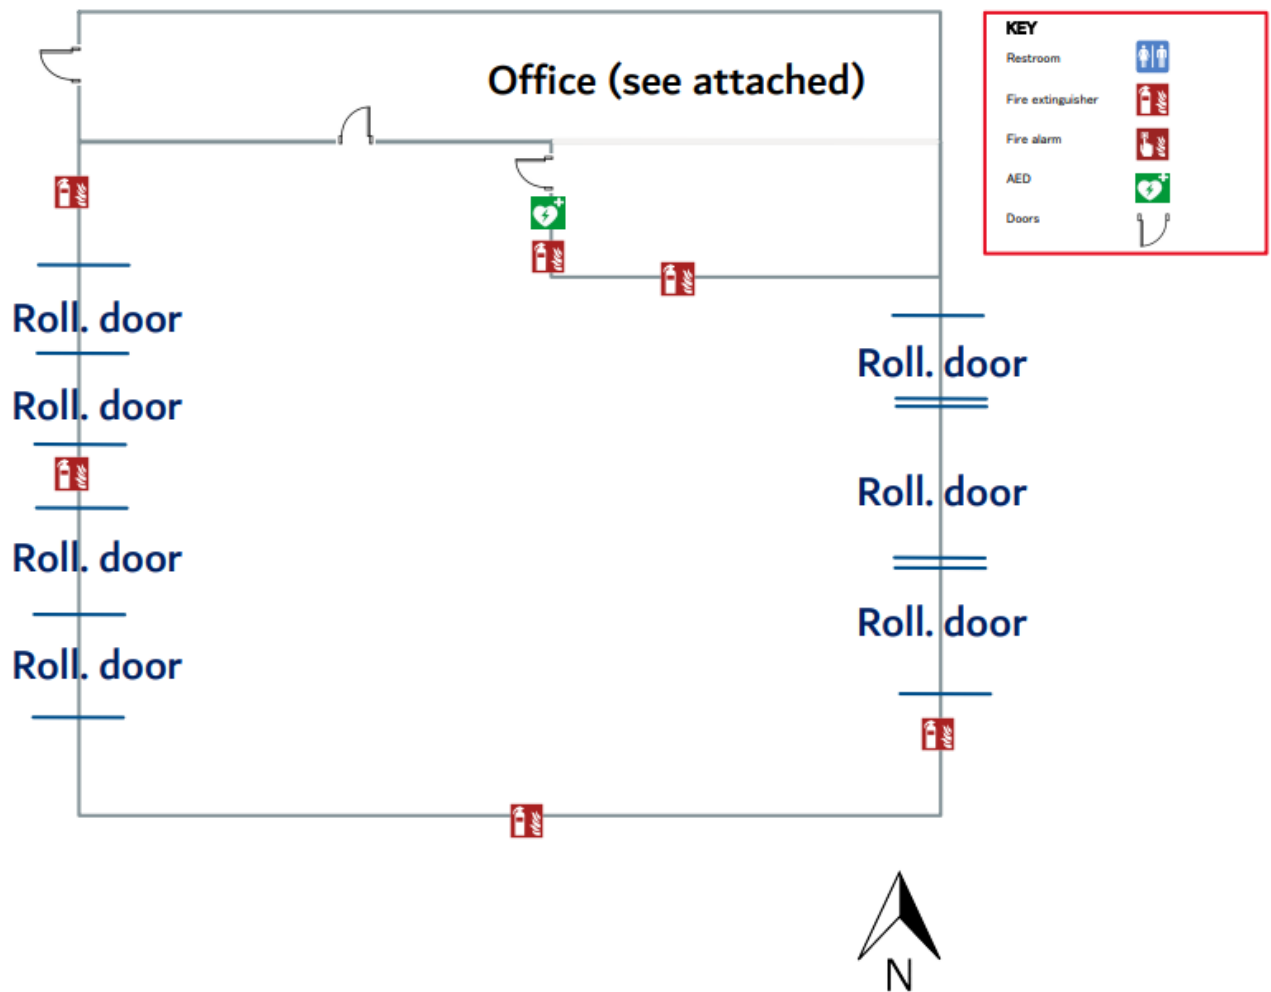 Office (see attached)
KEY
Restroom
Fire extinguisher
Fire alarm
AED
Doors
Roll. door
Roll. door
Roll. door
Roll. door
Roll. door
Roll. door
Roll. door
N